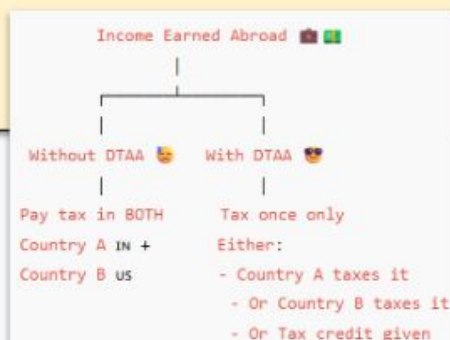 Income Earned Abroad 💼 💵
Without DTAA 😓 With DTAA 😎
Pay tax in BOTH Tax once only
Country A IN + Either:
Country B US - Country A taxes it
- Or Country B taxes it
- Or Tax credit given